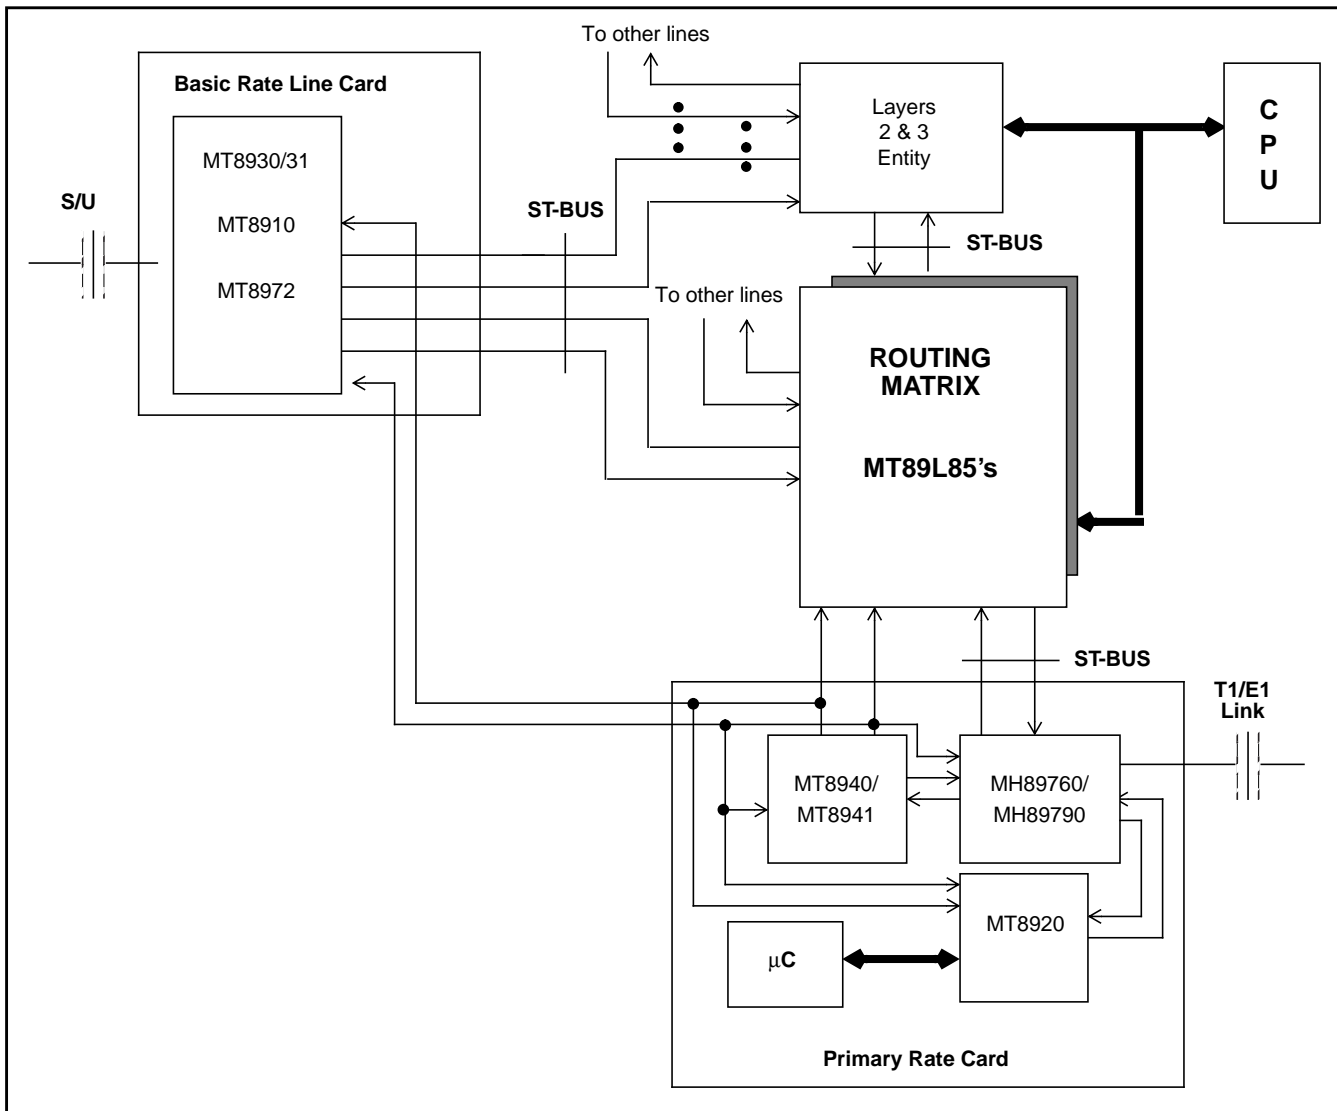 To other lines
Basic Rate Line Card
MT8930/31
MT8910
MT8972
S/U
ST-BUS
Layers
2 & 3
Entity
C
P
U
ST-BUS
To other lines
ROUTING
MATRIX
MT89L85’s
ST-BUS
T1/E1
Link
MT8940/
MT8941
MH89760/
MH89790
MT8920
μC
Primary Rate Card